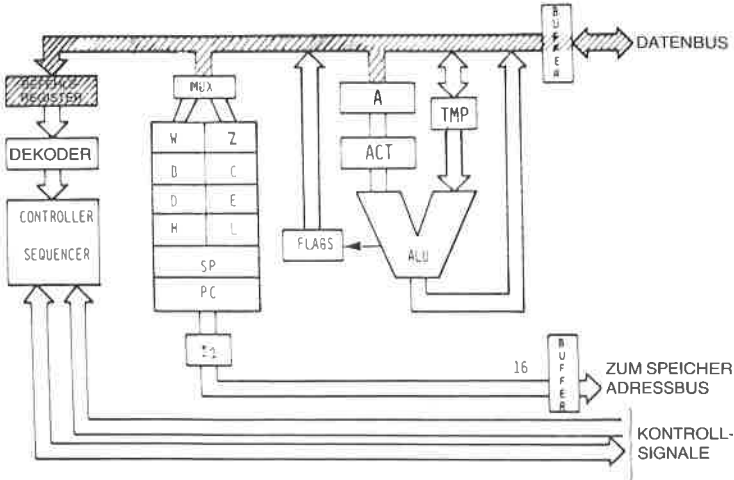 BUFFER
DATENBUS
REGISTER
MUX
A
TMP
DEKODER
W Z
ACT
B C
D E
CONTROLLER
H L
FLAGS
ALU
SEQUENCER
SP
PC
16
BUFFER
ZUM SPEICHER
ADRESSBUS
KONTROLL-
SIGNALE